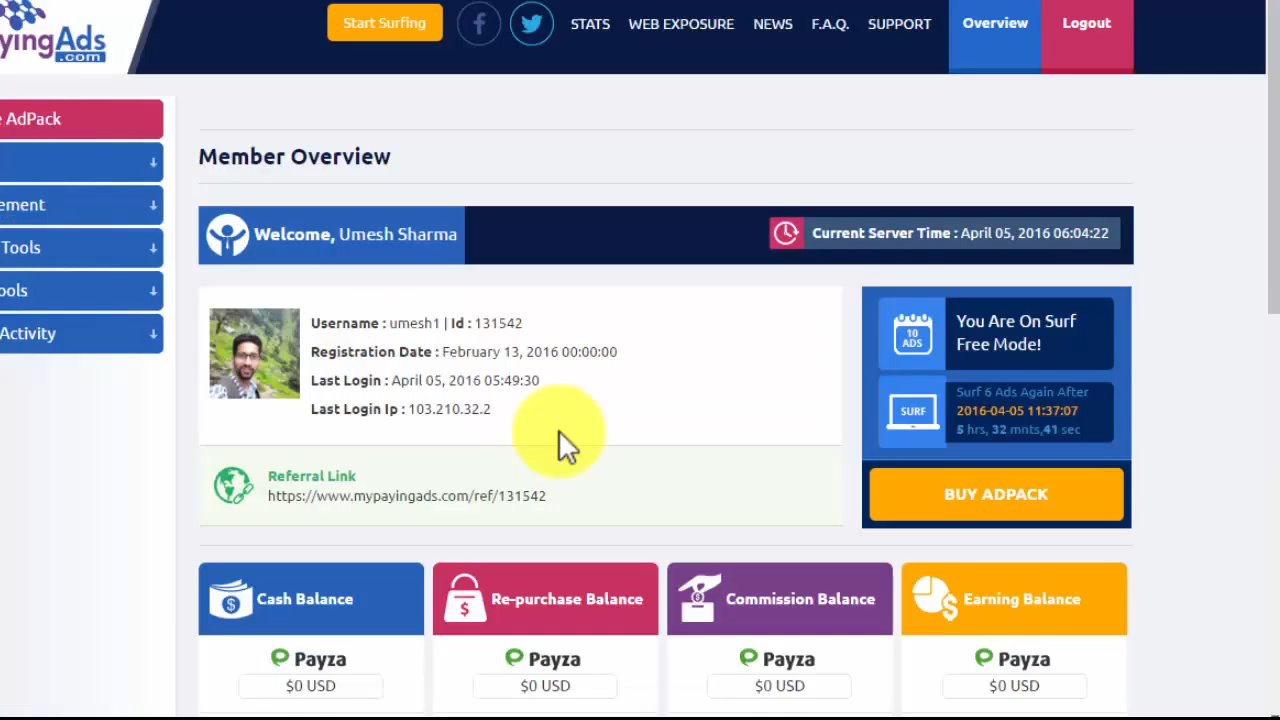 yingAds
.com
Start Surfing
STATS
WEB EXPOSURE
NEWS
F.A.Q.
SUPPORT
Overview
Logout
AdPack
ement
Tools
ools
Activity
Member Overview
Welcome, Umesh Sharma
Current Server Time : April 05, 2016 06:04:22
Username : umesh1 | Id : 131542
Registration Date : February 13, 2016 00:00:00
Last Login : April 05, 2016 05:49:30
Last Login Ip : 103.210.32.2
Referral Link
https://www.mypayingads.com/ref/131542
10
ADS
You Are On Surf
Free Mode!
SURF
Surf 6 Ads Again After
2016-04-05 11:37:07
5 hrs, 32 mnts,41 sec
BUY ADPACK
Cash Balance
Payza
$0 USD
Re-purchase Balance
Payza
$0 USD
Commission Balance
Payza
$0 USD
Earning Balance
Payza
$0 USD